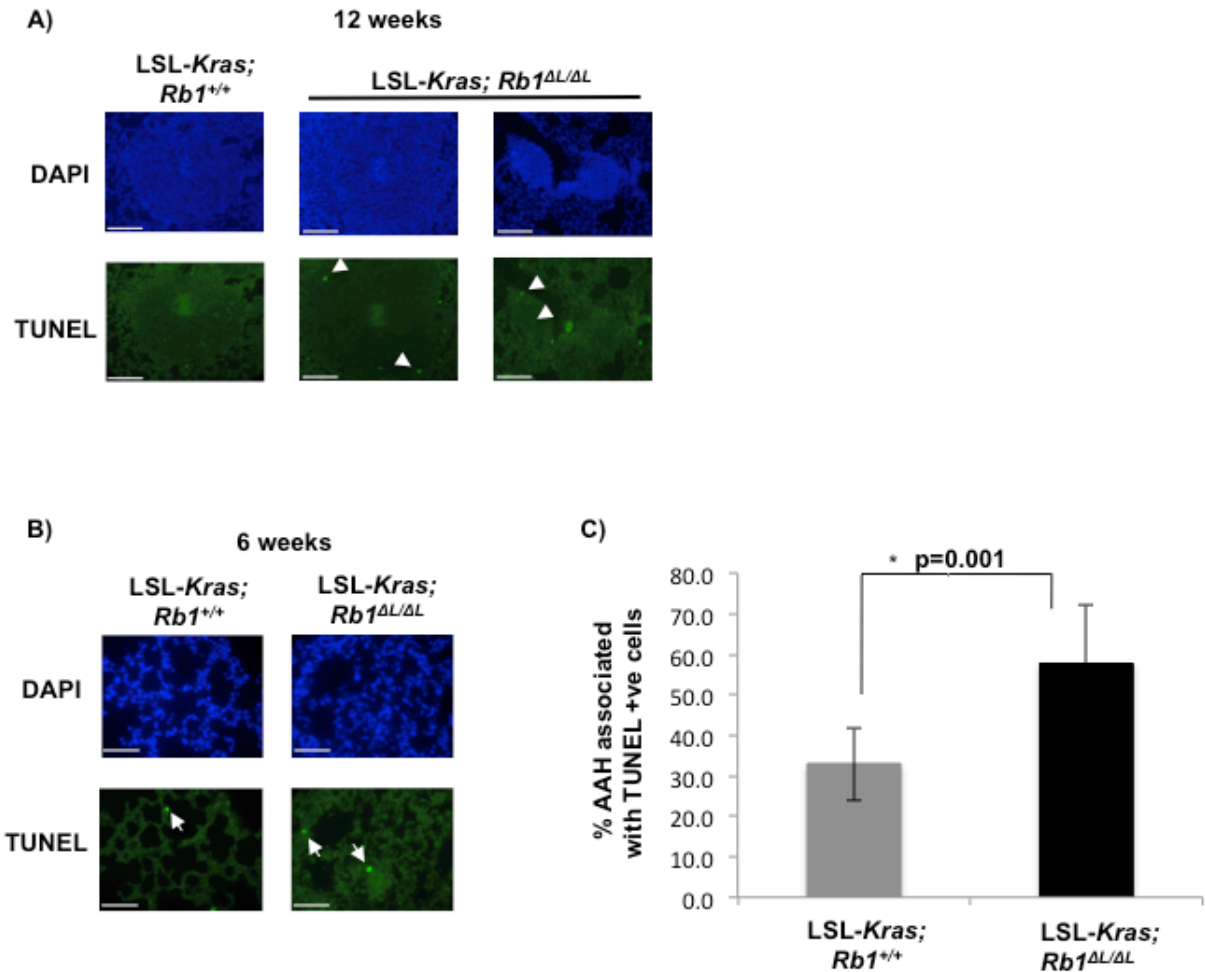 A)
12 weeks
LSL-Kras;
Rb1+/+
LSL-Kras; Rb1ΔL/ΔL
DAPI
TUNEL
B)
6 weeks
LSL-Kras;
Rb1+/+
LSL-Kras;
Rb1ΔL/ΔL
DAPI
TUNEL
C)
* p=0.001
% AAH associated
with TUNEL +ve cells
80.0
70.0
60.0
50.0
40.0
30.0
20.0
10.0
0.0
LSL-Kras;
Rb1+/+
LSL-Kras;
Rb1ΔL/ΔL